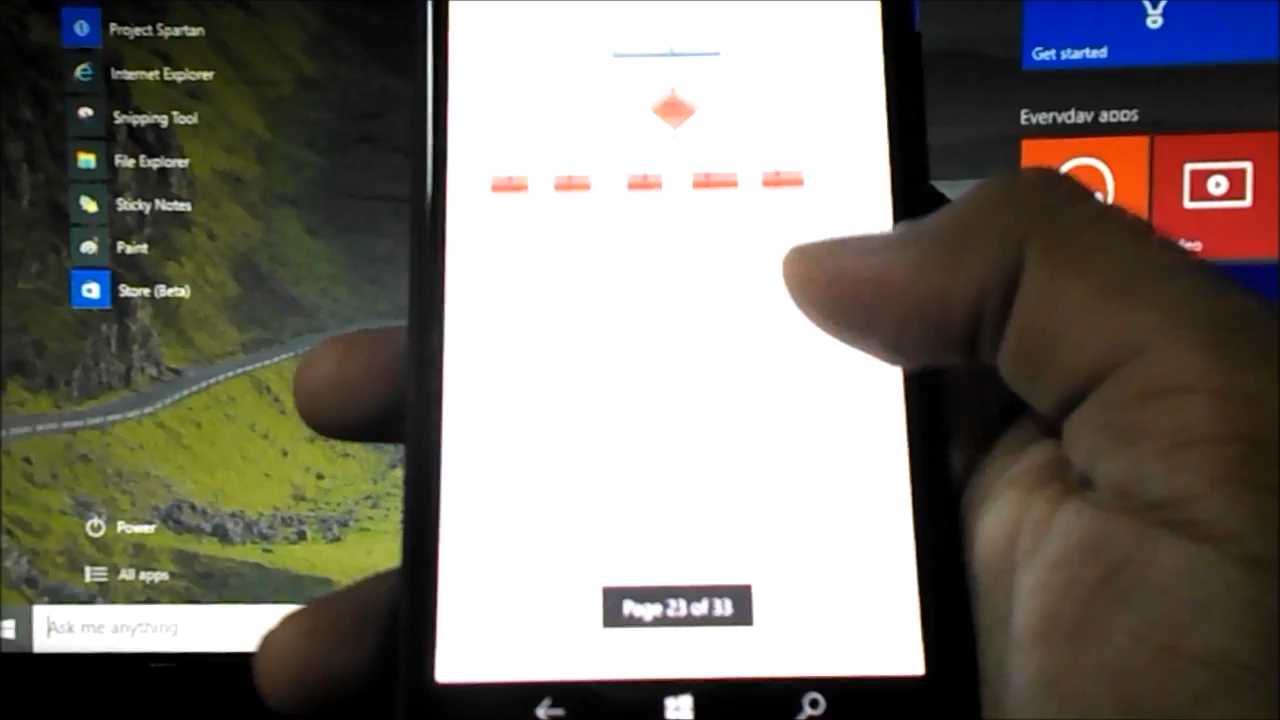 Project Spartan
Internet Explorer
Snipping Tool
File Explorer
Sticky Notes
Paint
Store (Beta)
Power
All apps
Ask me anything
Page 23 of 33
Get started
Everyday apps